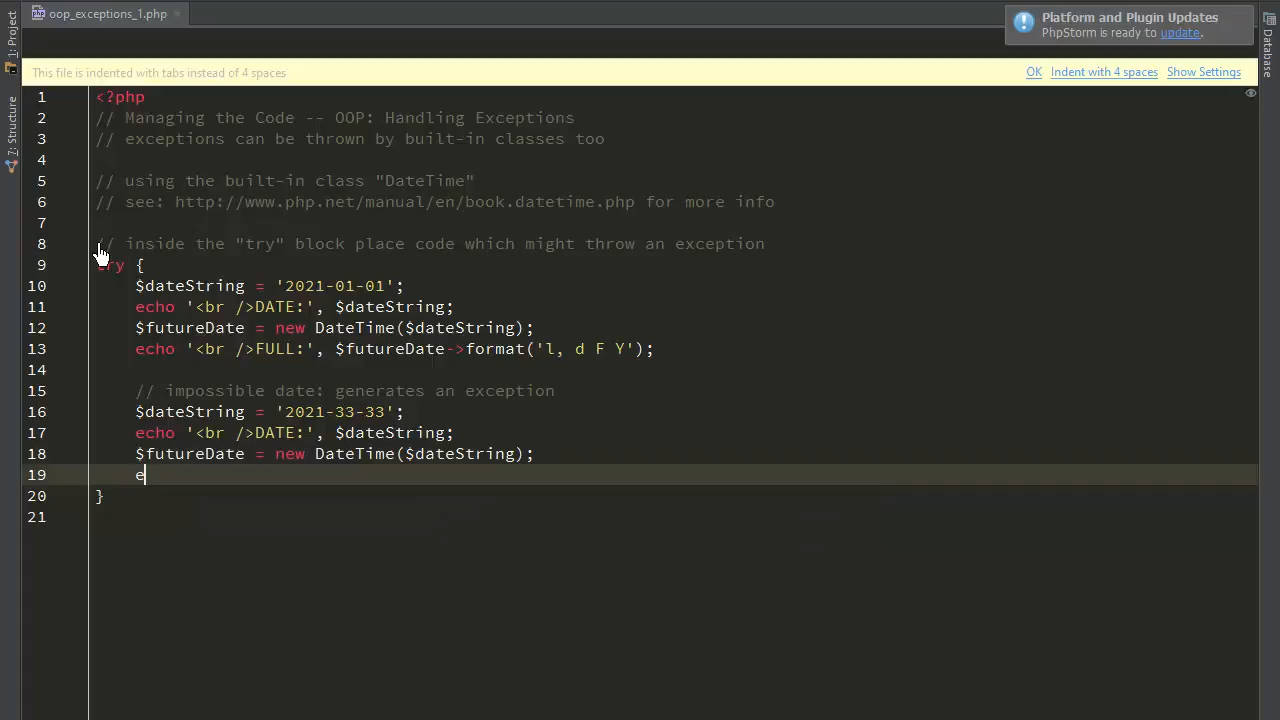 oop_exceptions_1.php
Platform and Plugin Updates
PhpStorm is ready to update.
1: Project
7: Structure
Database
This file is indented with tabs instead of 4 spaces
OK Indent with 4 spaces Show Settings
1 <?php
2 // Managing the Code -- OOP: Handling Exceptions
3 // exceptions can be thrown by built-in classes too
4
5 // using the built-in class "DateTime"
6 // see: http://www.php.net/manual/en/book.datetime.php for more info
7
8 // inside the "try" block place code which might throw an exception
9 try {
10 $dateString = '2021-01-01';
11 echo '<br />DATE:', $dateString;
12 $futureDate = new DateTime($dateString);
13 echo '<br />FULL:', $futureDate->format('l, d F Y');
14
15 // impossible date: generates an exception
16 $dateString = '2021-33-33';
17 echo '<br />DATE:', $dateString;
18 $futureDate = new DateTime($dateString);
19 e
20 }
21